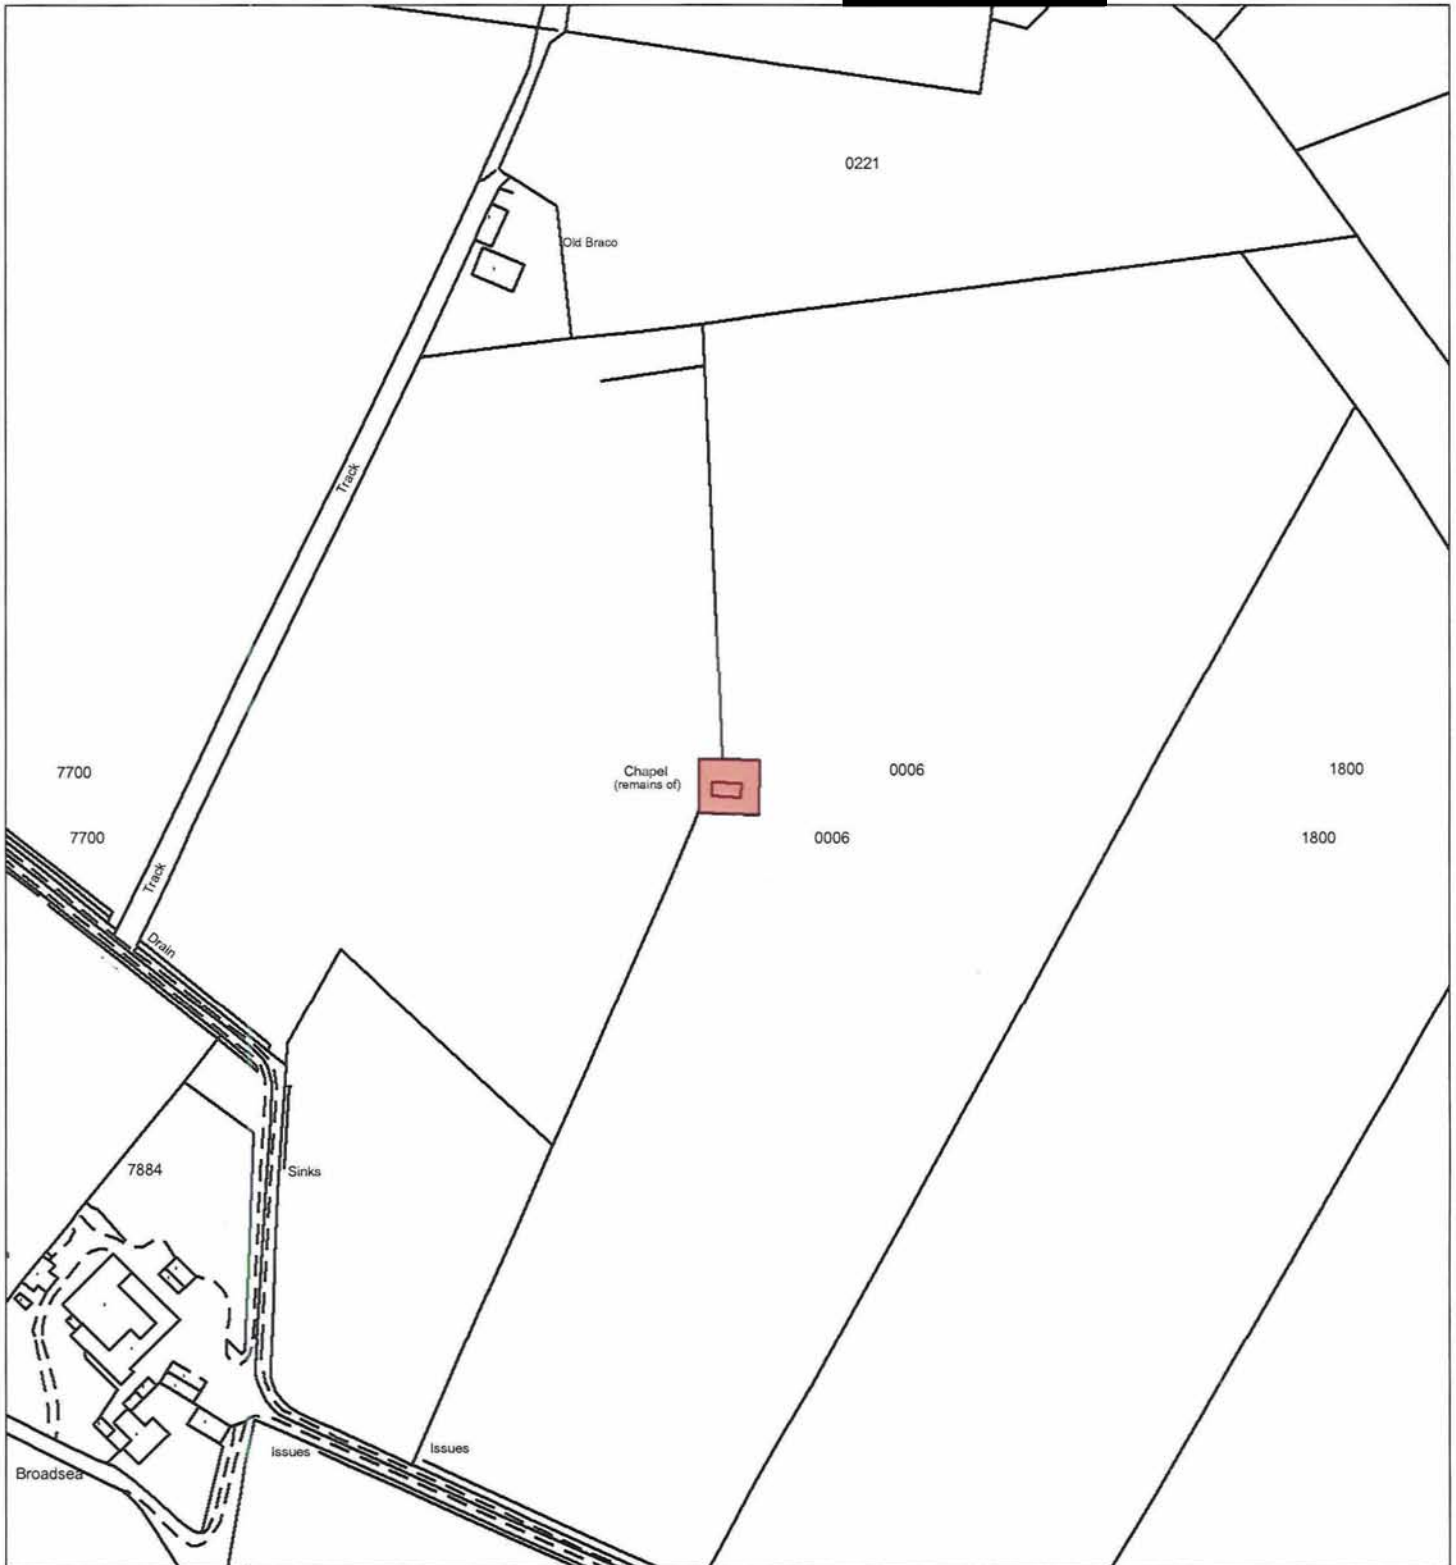 0221
Old Braco
Track
Chapel
(remains of)
7700
0006
1800
7700
0006
1800
Track
Drain
7884
Sinks
Issues
Issues
Broadsea